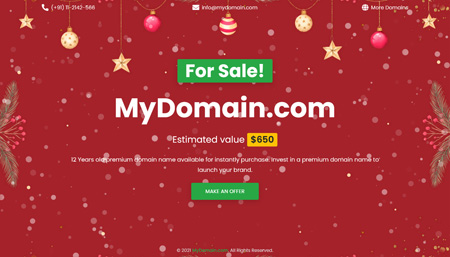 (+91) 11-2142-566
info@mydomain.com
More Domains
For Sale!
MyDomain.com
Estimated value $650
12 Years old premium domain name available for instantly purchase. Invest in a premium domain name to
launch your brand.
MAKE AN OFFER
© 2021 MyDomain.com. All Rights Reserved.